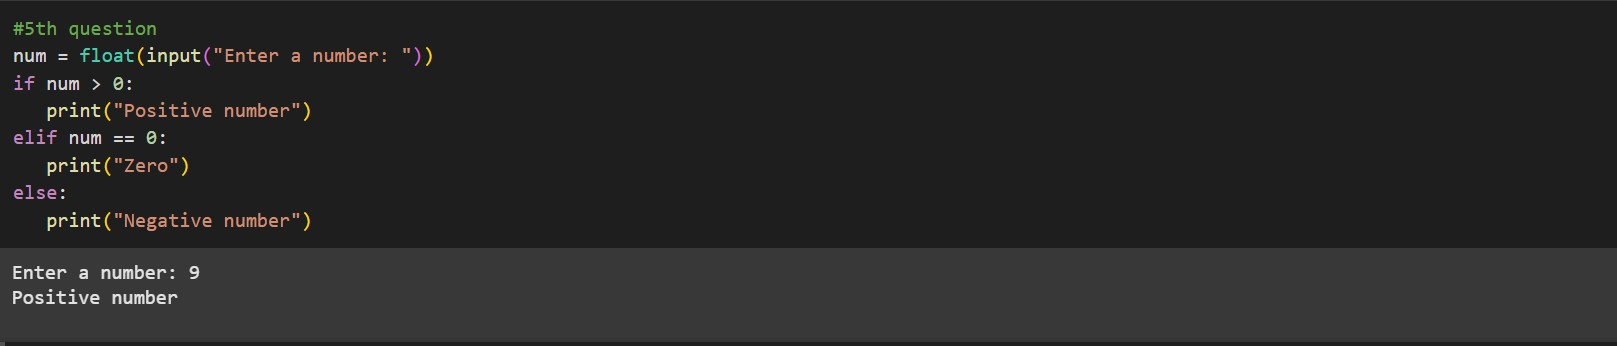 #5th question
num = float(input("Enter a number: "))
if num > 0:
   print("Positive number")
elif num == 0:
   print("Zero")
else:
   print("Negative number")
Enter a number: 9
Positive number